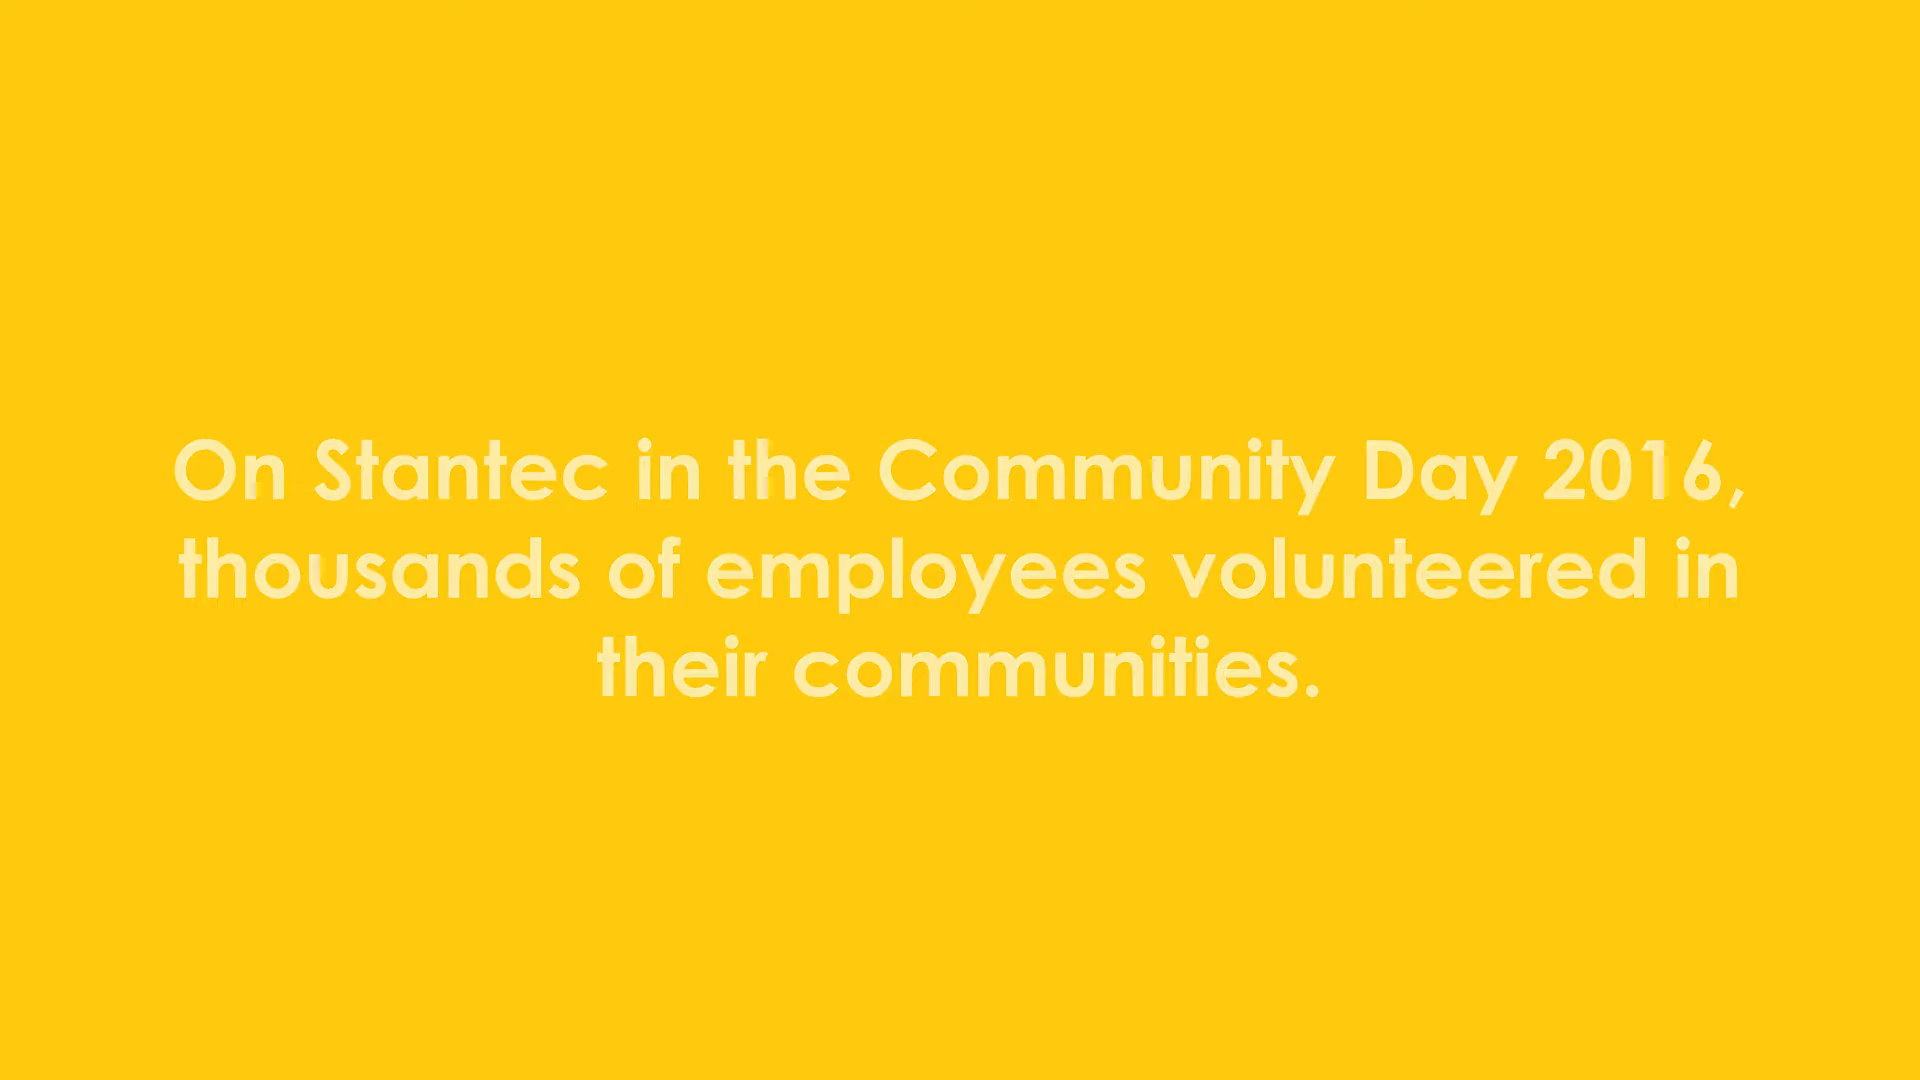 On Stantec in the Community Day 2016,
thousands of employees volunteered in
their communities.